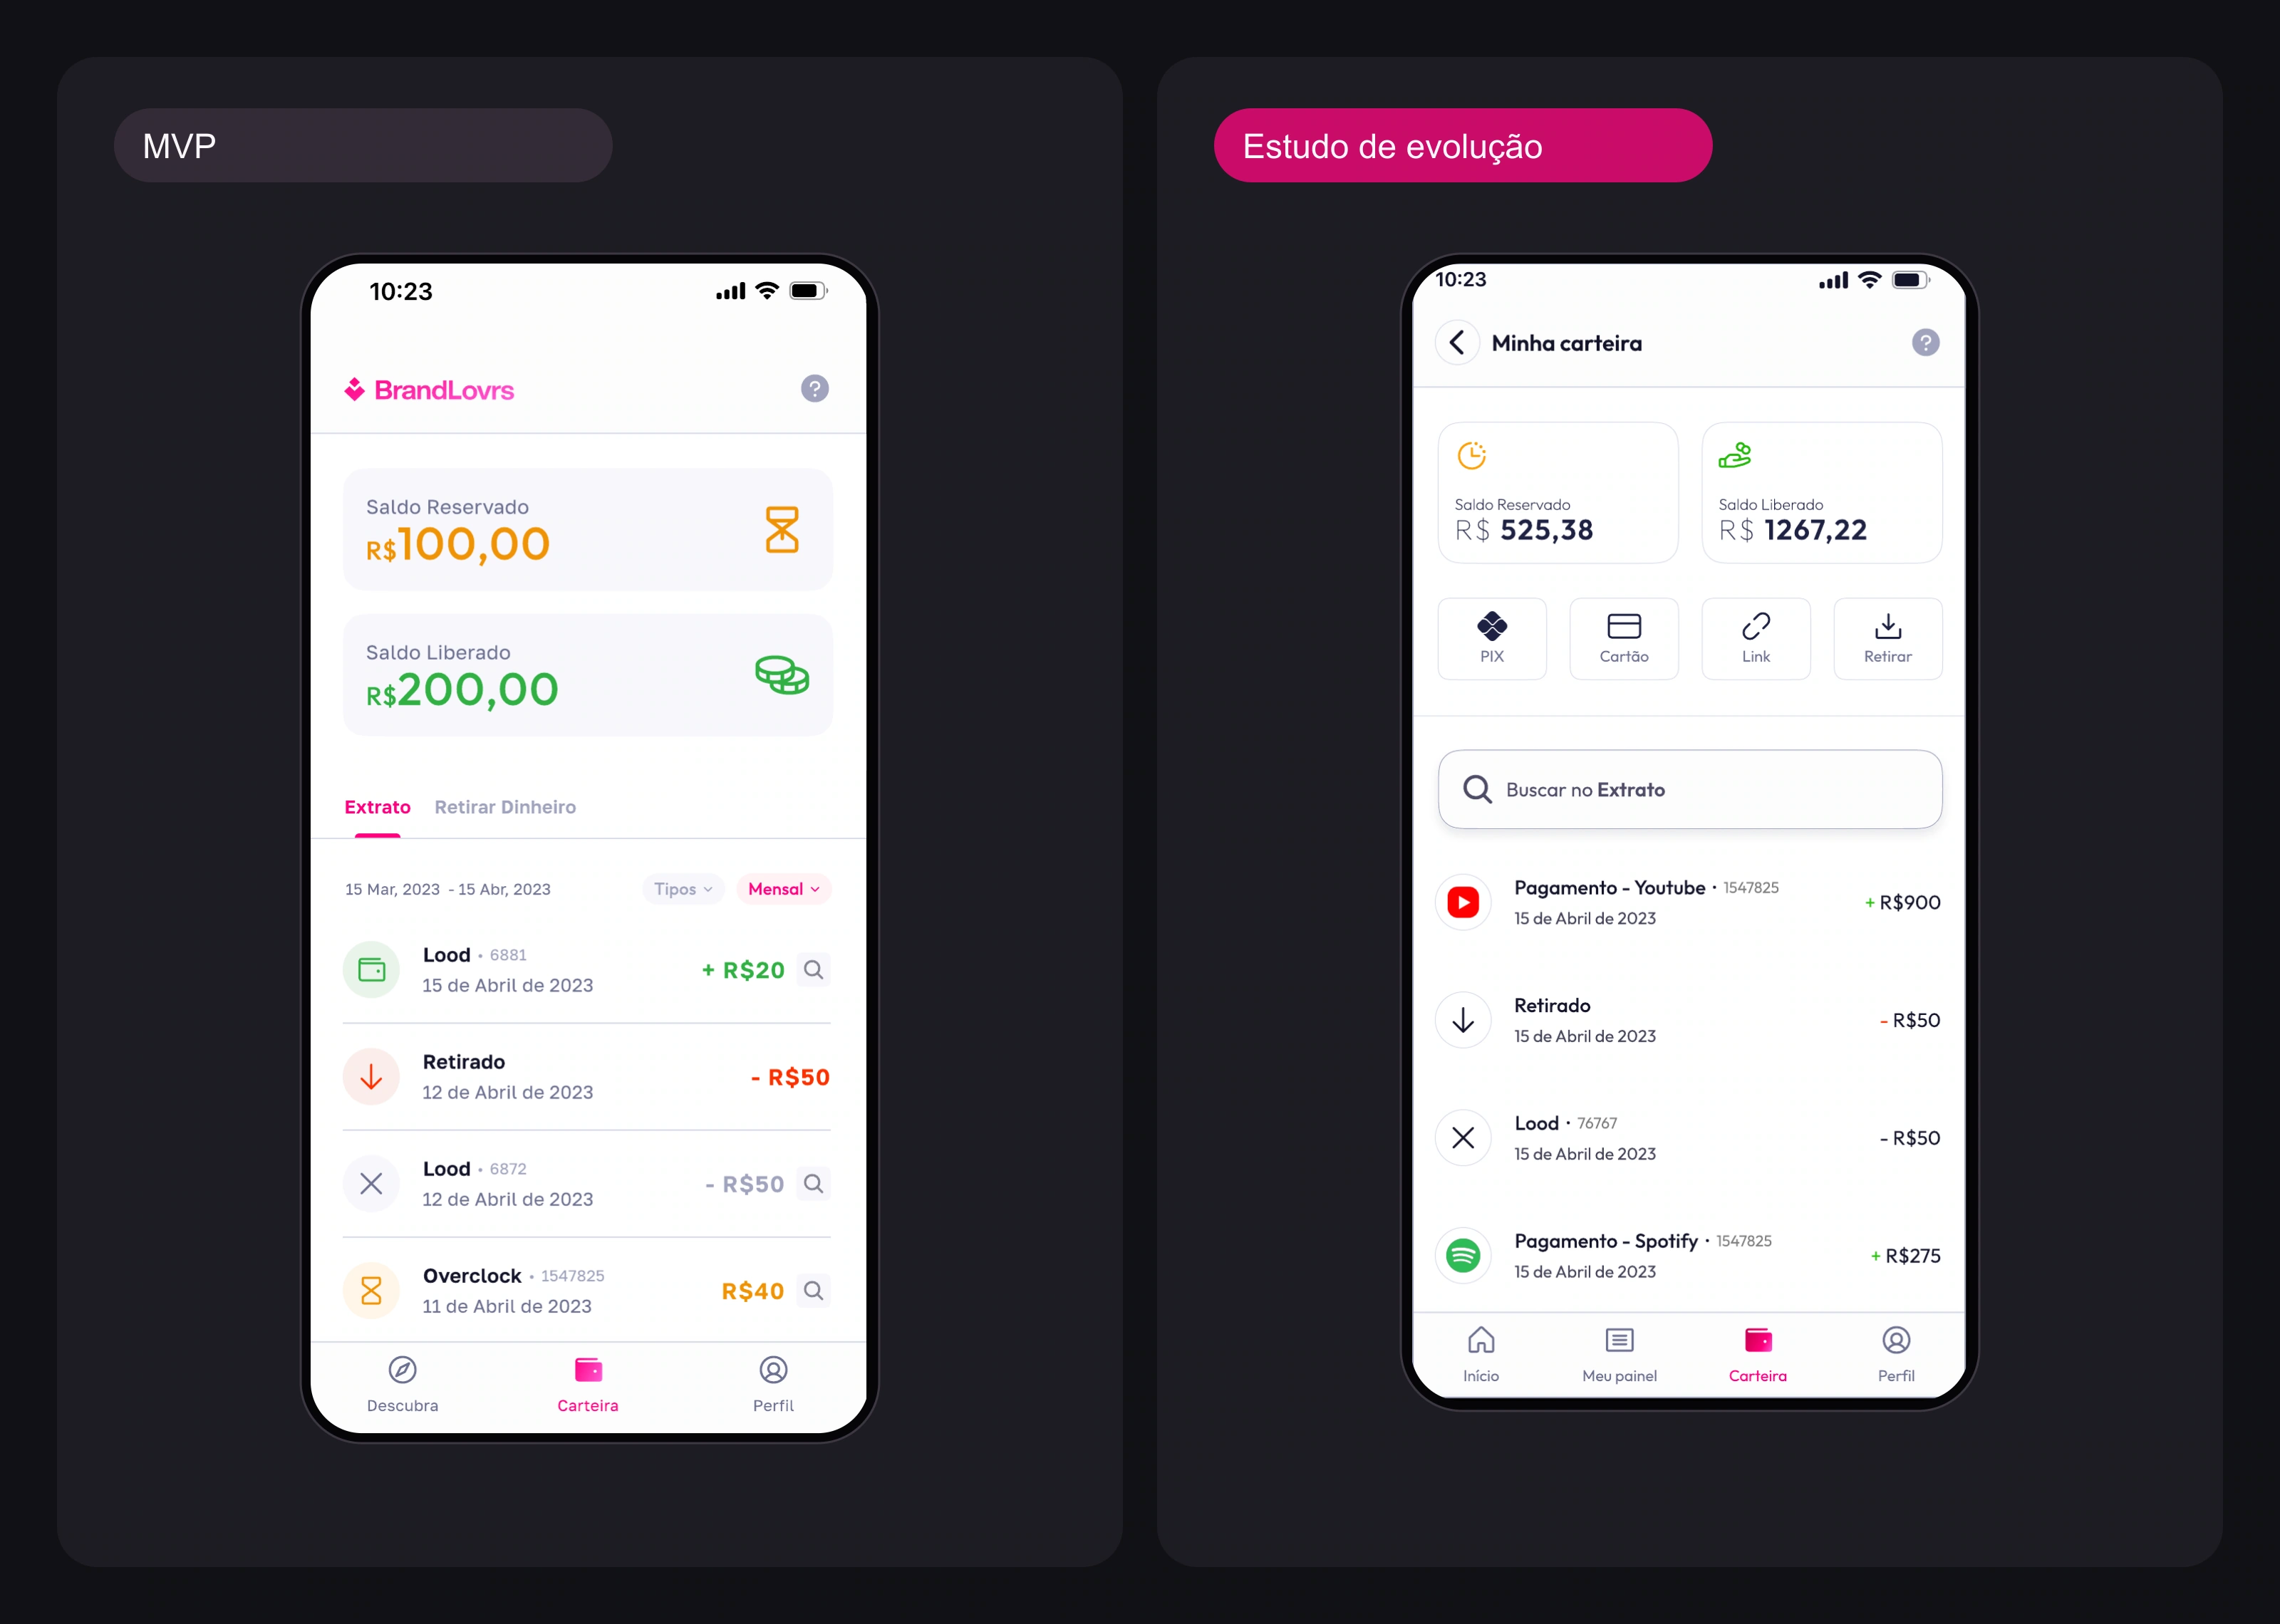 MVP
10:23
BrandLovrs
?
Saldo Reservado
R$100,00
Saldo Liberado
R$200,00
Extrato Retirar Dinheiro
15 Mar, 2023 - 15 Abr, 2023 Tipos Mensal
Lood • 6881
15 de Abril de 2023
+ R$20
Retirado
12 de Abril de 2023
- R$50
Lood • 6872
12 de Abril de 2023
- R$50
Overclock • 1547825
11 de Abril de 2023
R$40
Descubra Carteira Perfil
Estudo de evolução
10:23
Minha carteira
?
Saldo Reservado
R$ 525,38
Saldo Liberado
R$ 1267,22
PIX Cartão Link Retirar
Buscar no Extrato
Pagamento - Youtube • 1547825
15 de Abril de 2023
+ R$900
Retirado
15 de Abril de 2023
- R$50
Lood • 76767
15 de Abril de 2023
- R$50
Pagamento - Spotify • 1547825
15 de Abril de 2023
+ R$275
Início Meu painel Carteira Perfil